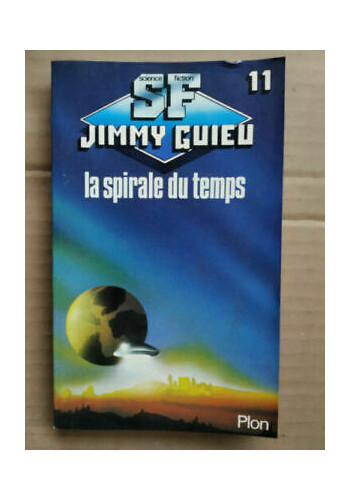 science fiction
SF
11
JIMMY GUIEU
la spirale du temps
Plon